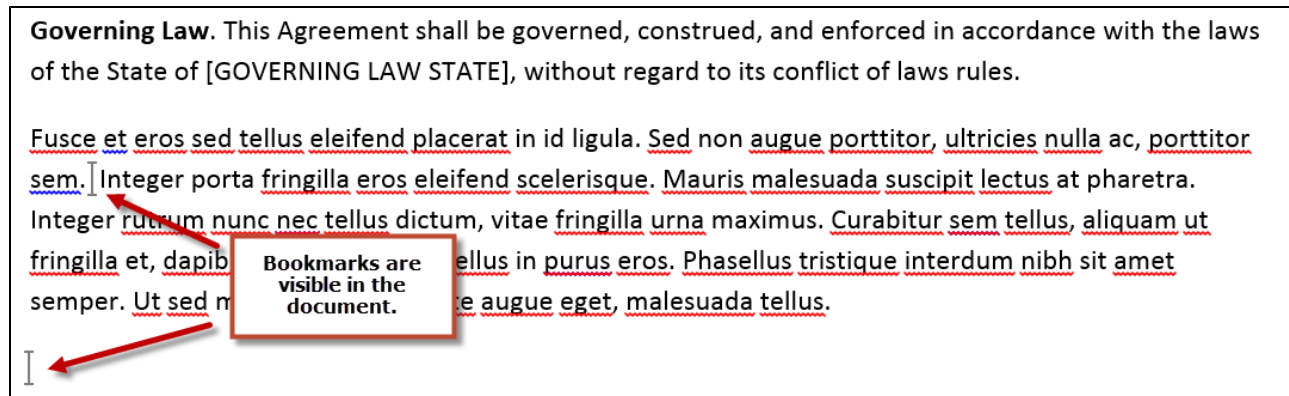 Governing Law. This Agreement shall be governed, construed, and enforced in accordance with the laws
of the State of [GOVERNING LAW STATE], without regard to its conflict of laws rules.
Fusce et eros sed tellus eleifend placerat in id ligula. Sed non augue porttitor, ultricies nulla ac, porttitor
sem. Integer porta fringilla eros eleifend scelerisque. Mauris malesuada suscipit lectus at pharetra.
Integer rutrum nunc nec tellus dictum, vitae fringilla urna maximus. Curabitur sem tellus, aliquam ut
fringilla et, in purus eros. Phasellus tristique interdum nibh sit amet
semper. Ut sed augue eget, malesuada tellus.
Bookmarks are
visible in the
document.